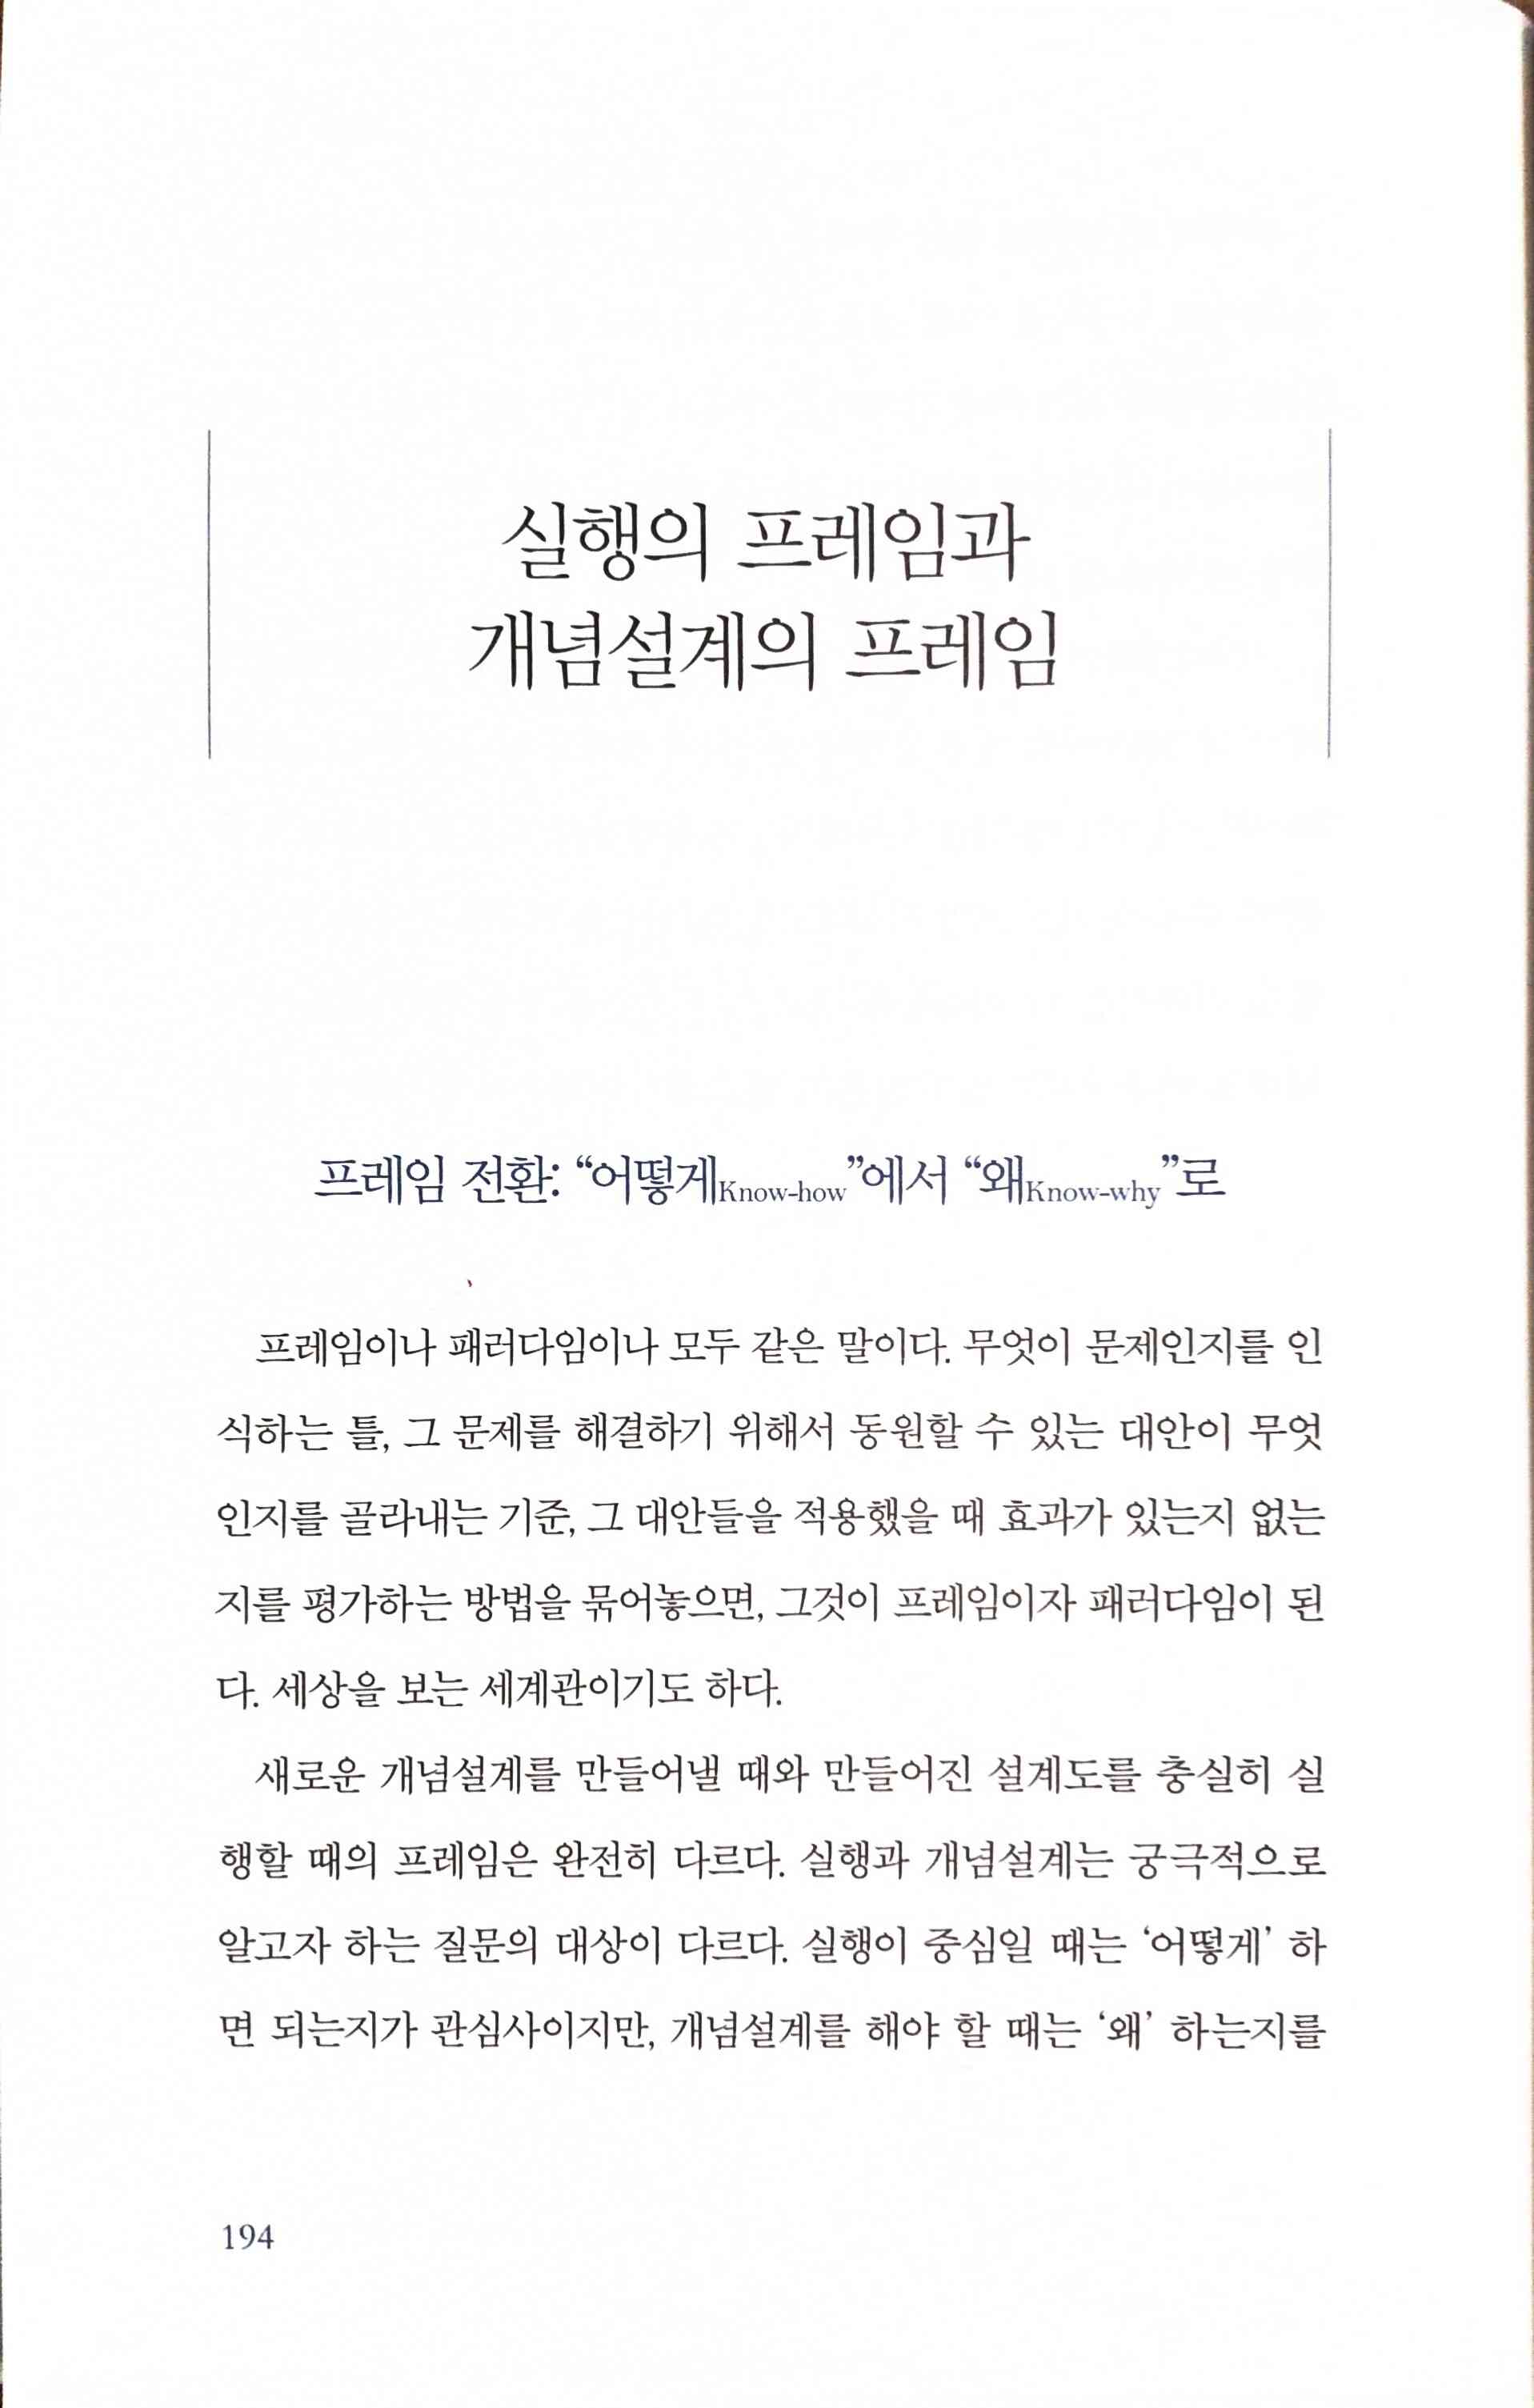 실행의 프레임과
개념설계의 프레임
프레임 전환: “어떻게Know-how”에서 “왜Know-why”로
프레임이나 패러다임이나 모두 같은 말이다. 무엇이 문제인지를 인
식하는 틀, 그 문제를 해결하기 위해서 동원할 수 있는 대안이 무엇
인지를 골라내는 기준, 그 대안들을 적용했을 때 효과가 있는지 없는
지를 평가하는 방법을 묶어놓으면, 그것이 프레임이자 패러다임이 된
다. 세상을 보는 세계관이기도 하다.
새로운 개념설계를 만들어낼 때와 만들어진 설계도를 충실히 실
행할 때의 프레임은 완전히 다르다. 실행과 개념설계는 궁극적으로
알고자 하는 질문의 대상이 다르다. 실행이 중심일 때는 ‘어떻게’ 하
면 되는지가 관심사이지만, 개념설계를 해야 할 때는 ‘왜’ 하는지를
194